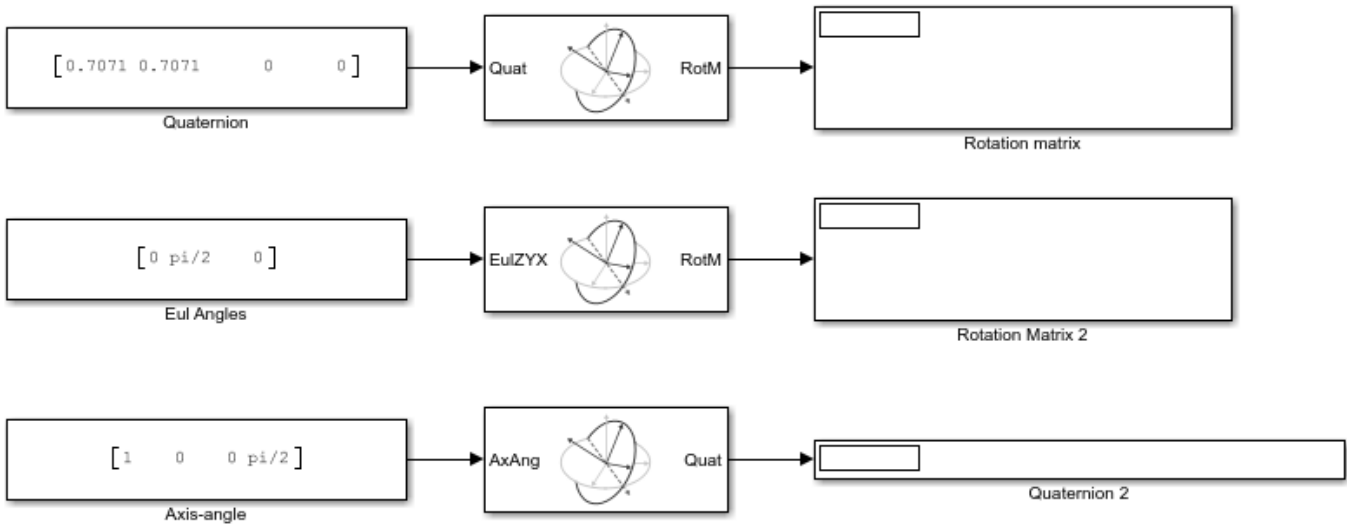 [0.7071 0.7071 0 0]
Quaternion
Quat
RotM
Rotation matrix
[0 pi/2 0]
Eul Angles
EulZYX
RotM
Rotation Matrix 2
[1 0 0 pi/2]
Axis-angle
AxAng
Quat
Quaternion 2